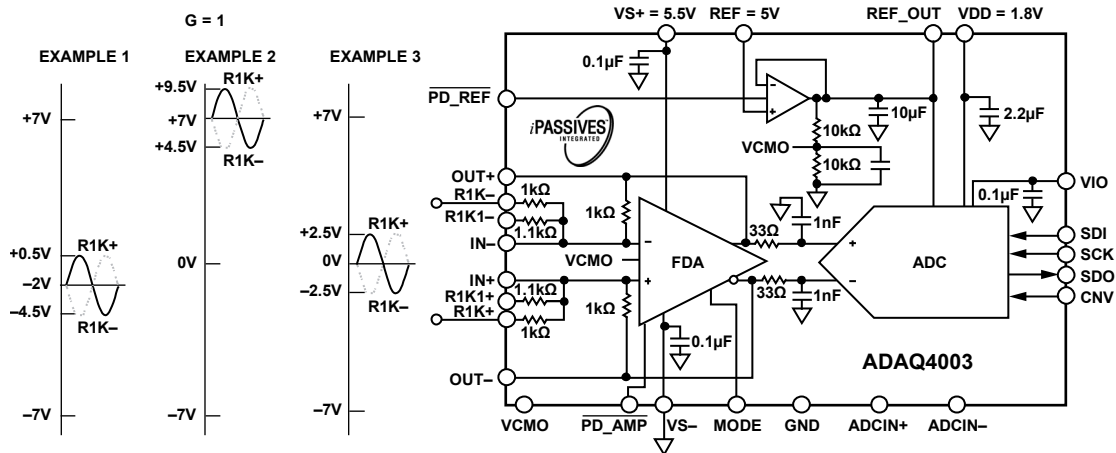 G = 1
EXAMPLE 1
EXAMPLE 2
EXAMPLE 3
+7V
+0.5V
R1K+
–2V
–4.5V
R1K–
–7V
+9.5V
R1K+
+7V
+4.5V
R1K–
0V
–7V
+7V
+2.5V
R1K+
0V
–2.5V
R1K–
–7V
VS+ = 5.5V
REF = 5V
REF_OUT
VDD = 1.8V
0.1µF
PD_REF
iPASSIVES
INTEGRATED
–
+
10kΩ
VCMO
10kΩ
10µF
2.2µF
0.1µF
VIO
OUT+
R1K–
1kΩ
R1K1–
1.1kΩ
IN–
1kΩ
VCMO
–
+
FDA
33Ω
1nF
33Ω
1nF
+
–
ADC
SDI
SCK
SDO
CNV
IN+
1.1kΩ
R1K1+
R1K+
1kΩ
1kΩ
0.1µF
OUT–
ADAQ4003
VCMO
PD_AMP
VS–
MODE
GND
ADCIN+
ADCIN–